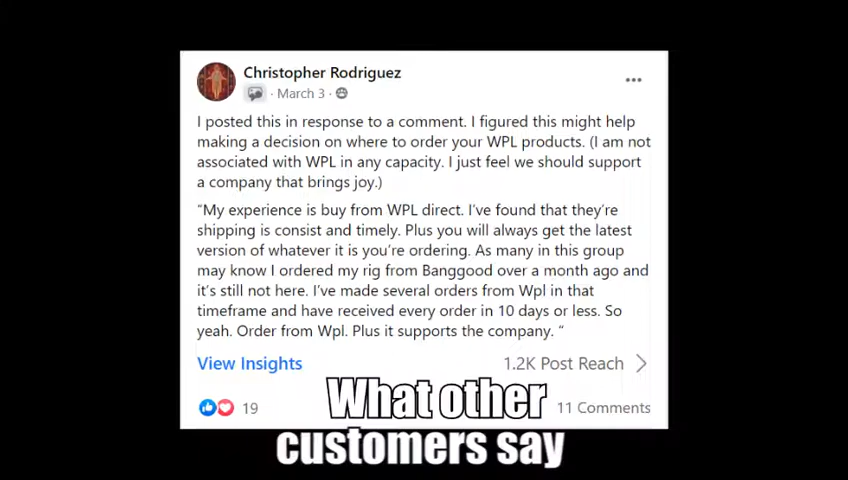 Christopher Rodriguez
March 3
I posted this in response to a comment. I figured this might help
making a decision on where to order your WPL products. (I am not
associated with WPL in any capacity. I just feel we should support
a company that brings joy.)
“My experience is buy from WPL direct. I’ve found that they’re
shipping is consist and timely. Plus you will always get the latest
version of whatever it is you’re ordering. As many in this group
may know I ordered my rig from Banggood over a month ago and
it’s still not here. I’ve made several orders from Wpl in that
timeframe and have received every order in 10 days or less. So
yeah. Order from Wpl. Plus it supports the company. “
View Insights 1.2K Post Reach
19 11 Comments
What other
customers say